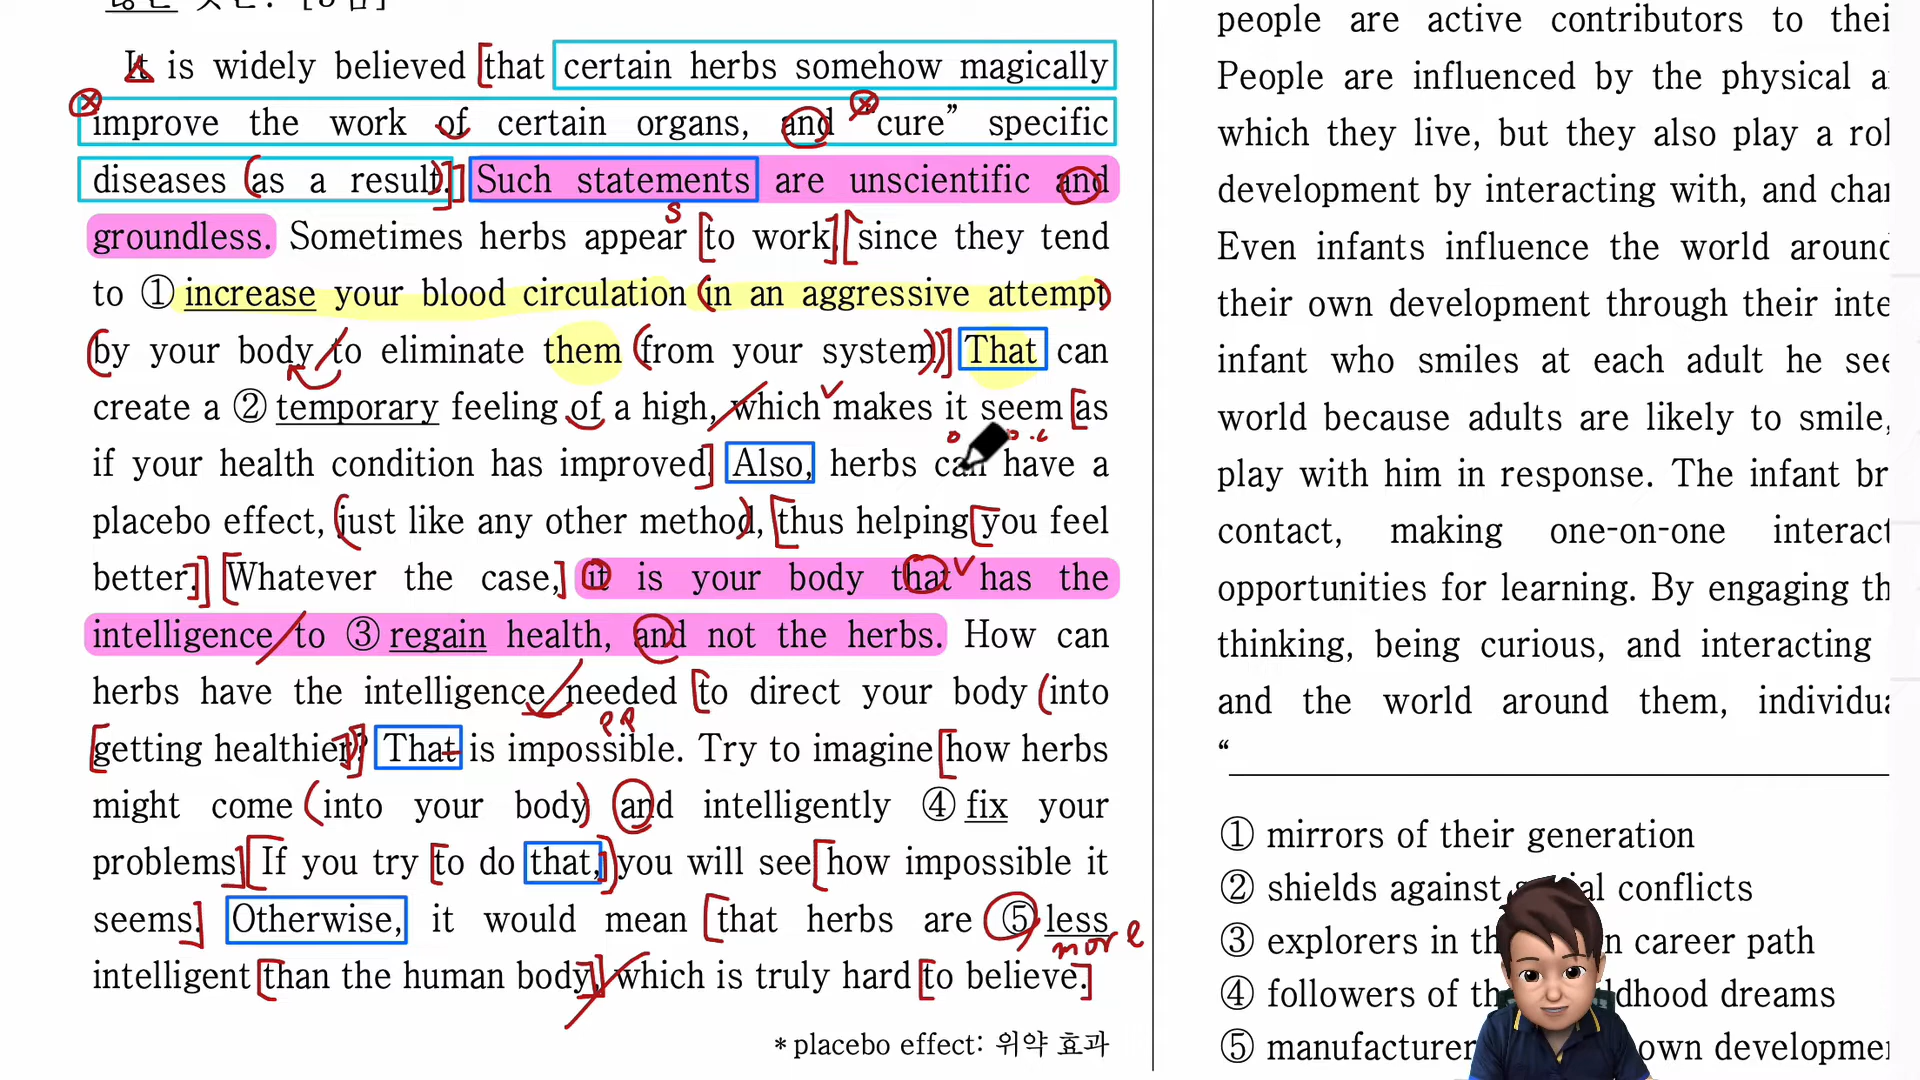 It is widely believed [that certain herbs somehow magically
improve the work of certain organs, and “cure” specific
diseases (as a result).] Such statements are unscientific and
groundless. Sometimes herbs appear [to work] [since they tend
s
to ① increase your blood circulation (in an aggressive attempt)
(by your body to eliminate them (from your system))] That can
create a ② temporary feeling of a high, which makes it seem [as
if your health condition has improved.] Also, herbs can have a
placebo effect, (just like any other method), [thus helping [you feel
better.]] [Whatever the case,] it is your body that has the
intelligence to ③ regain health, and not the herbs. How can
herbs have the intelligence needed [to direct your body (into
p.p
[getting healthier)]? That is impossible. Try to imagine [how herbs
might come (into your body) and intelligently ④ fix your
problems.] [If you try [to do that,]) you will see [how impossible it
seems.] Otherwise, it would mean [that herbs are ⑤ less
more
intelligent [than the human body,] which is truly hard [to believe.]
* placebo effect: 위약 효과
people are active contributors to thei
People are influenced by the physical a
which they live, but they also play a rol
development by interacting with, and cha
Even infants influence the world around
their own development through their inte
infant who smiles at each adult he see
world because adults are likely to smile,
play with him in response. The infant br
contact, making one-on-one interact
opportunities for learning. By engaging th
thinking, being curious, and interacting
and the world around them, individua
“
① mirrors of their generation
② shields against conflicts
③ explorers in career path
④ followers of dreams
⑤ manufacturer own developme